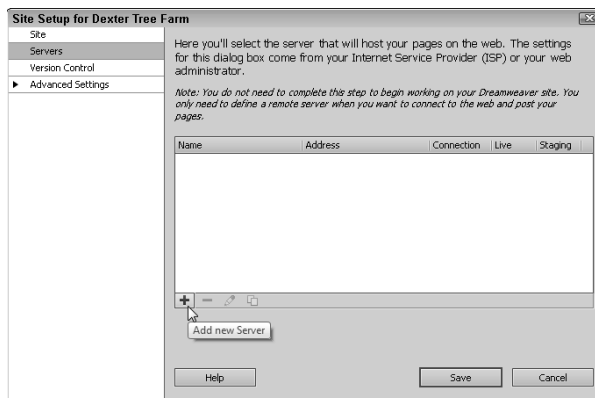 Site Setup for Dexter Tree Farm
Site
Servers
Version Control
Advanced Settings
Here you'll select the server that will host your pages on the web. The settings
for this dialog box come from your Internet Service Provider (ISP) or your web
administrator.
Note: You do not need to complete this step to begin working on your Dreamweaver site. You
only need to define a remote server when you want to connect to the web and post your
pages.
Name Address Connection Live Staging
Add new Server
Help Save Cancel